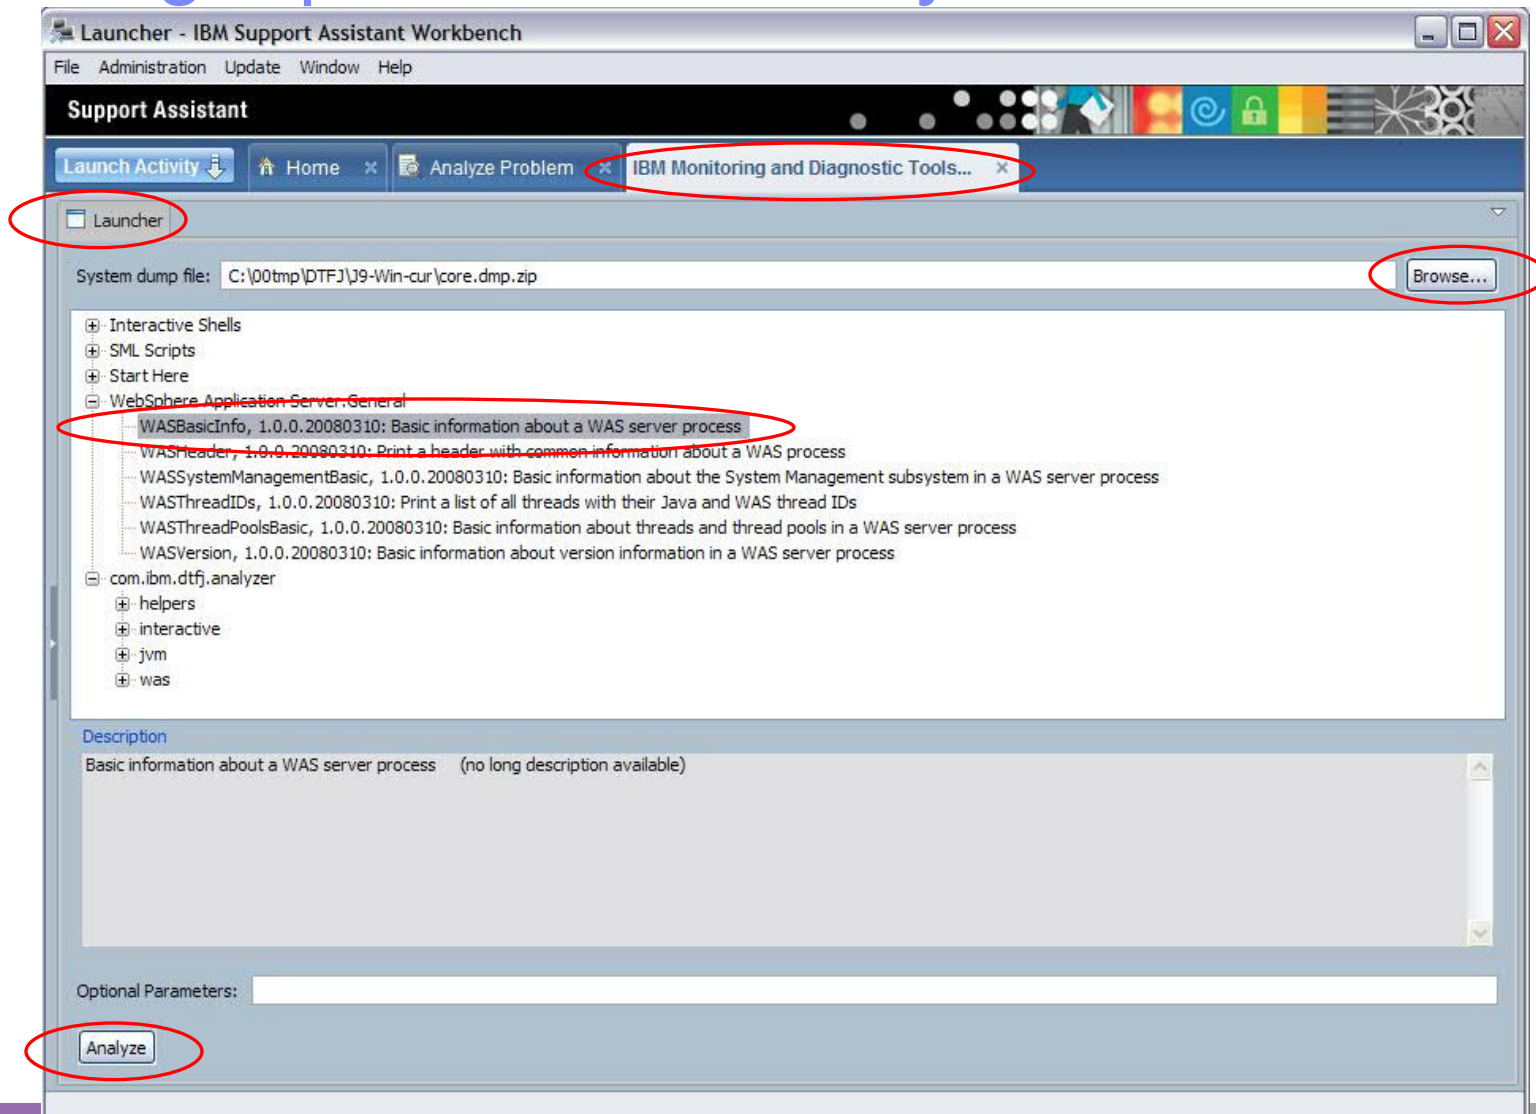 Launcher - IBM Support Assistant Workbench
File Administration Update Window Help
Support Assistant
Launch Activity Home Analyze Problem IBM Monitoring and Diagnostic Tools...
Launcher
System dump file: C:\00tmp\DTFJ\J9-Win-cur\core.dmp.zip Browse...
Interactive Shells
SML Scripts
Start Here
WebSphere Application Server.General
WASBasicInfo, 1.0.0.20080310: Basic information about a WAS server process
WASHeader, 1.0.0.20080310: Print a header with common information about a WAS process
WASSystemManagementBasic, 1.0.0.20080310: Basic information about the System Management subsystem in a WAS server process
WASThreadIDs, 1.0.0.20080310: Print a list of all threads with their Java and WAS thread IDs
WASThreadPoolsBasic, 1.0.0.20080310: Basic information about threads and thread pools in a WAS server process
WASVersion, 1.0.0.20080310: Basic information about version information in a WAS server process
com.ibm.dtfj.analyzer
helpers
interactive
jvm
was
Description
Basic information about a WAS server process (no long description available)
Optional Parameters:
Analyze